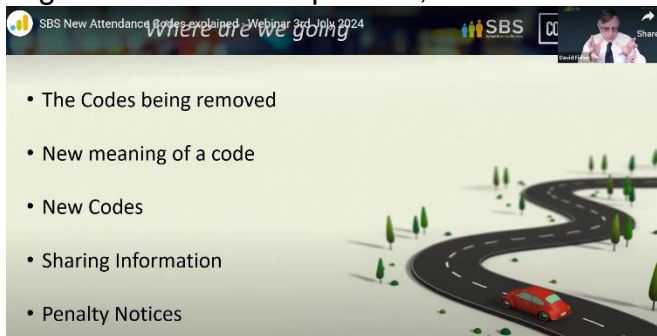 SBS New Attendance Codes explained - Webinar 3rd July 2024
Where are we going
SBS
Share
• The Codes being removed
• New meaning of a code
• New Codes
• Sharing Information
• Penalty Notices